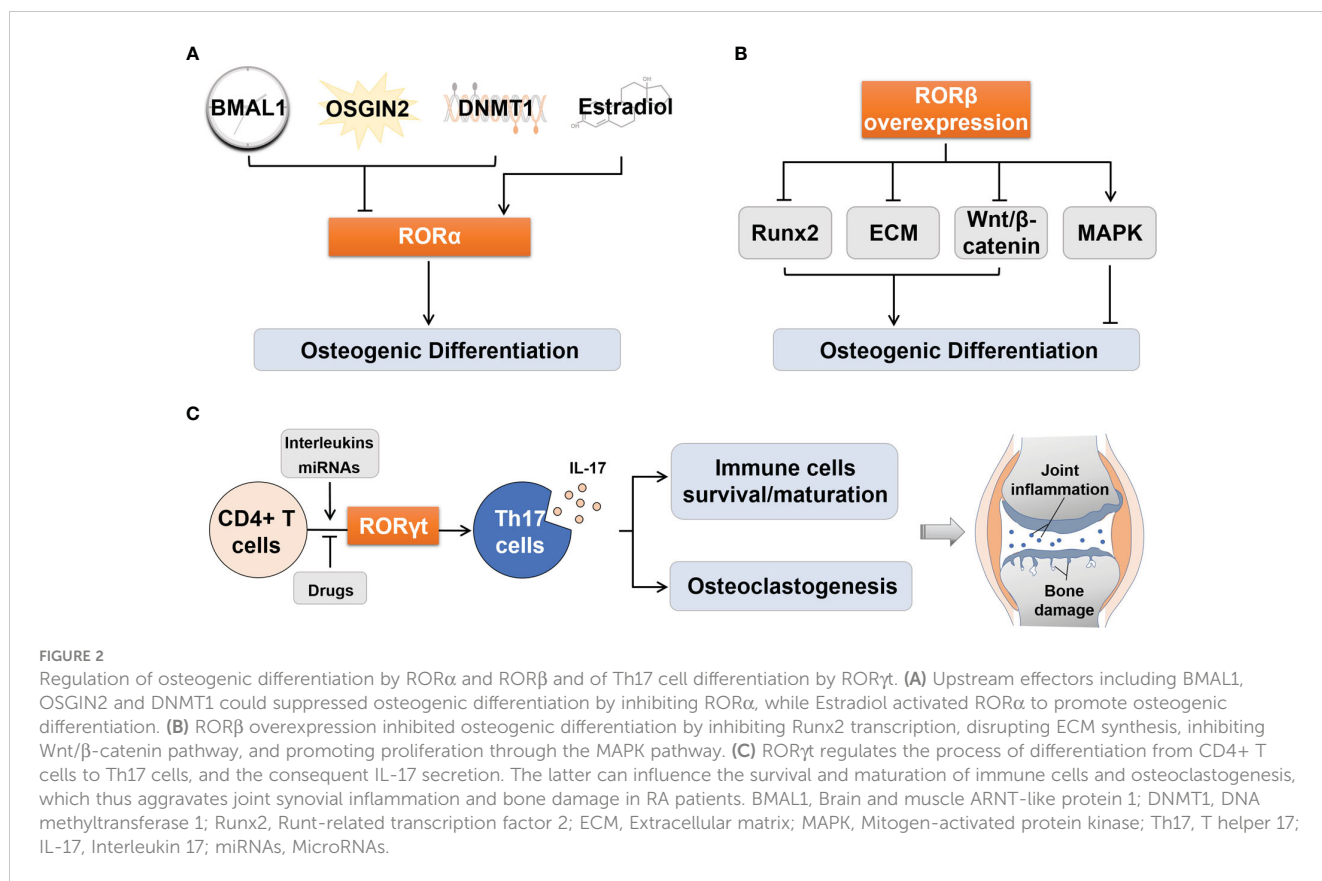 A
BMAL1
OSGIN2
DNMT1
Estradiol
OH
OH
RORα
Osteogenic Differentiation
B
RORβ
overexpression
Runx2
ECM
Wnt/β-
catenin
MAPK
Osteogenic Differentiation
C
Interleukins
miRNAs
CD4+ T
cells
RORγt
Drugs
Th17
cells
IL-17
Immune cells
survival/maturation
Osteoclastogenesis
Joint
inflammation
Bone
damage
FIGURE 2
Regulation of osteogenic differentiation by RORα and RORβ and of Th17 cell differentiation by RORγt. (A) Upstream effectors including BMAL1,
OSGIN2 and DNMT1 could suppressed osteogenic differentiation by inhibiting RORα, while Estradiol activated RORα to promote osteogenic
differentiation. (B) RORβ overexpression inhibited osteogenic differentiation by inhibiting Runx2 transcription, disrupting ECM synthesis, inhibiting
Wnt/β-catenin pathway, and promoting proliferation through the MAPK pathway. (C) RORγt regulates the process of differentiation from CD4+ T
cells to Th17 cells, and the consequent IL-17 secretion. The latter can influence the survival and maturation of immune cells and osteoclastogenesis,
which thus aggravates joint synovial inflammation and bone damage in RA patients. BMAL1, Brain and muscle ARNT-like protein 1; DNMT1, DNA
methyltransferase 1; Runx2, Runt-related transcription factor 2; ECM, Extracellular matrix; MAPK, Mitogen-activated protein kinase; Th17, T helper 17;
IL-17, Interleukin 17; miRNAs, MicroRNAs.